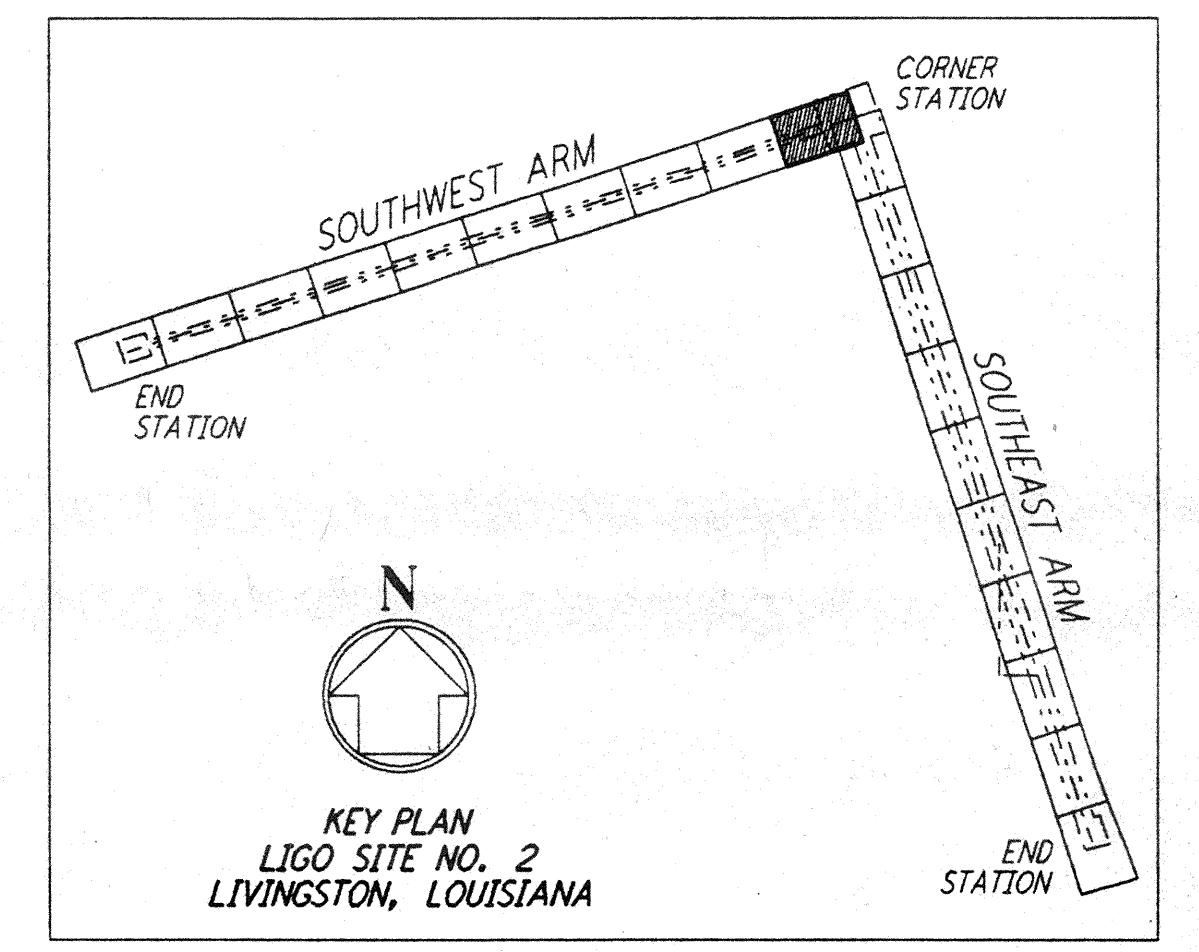 CORNER
STATION
SOUTHWEST ARM
END
STATION
SOUTHEAST ARM
N
END
STATION
KEY PLAN
LIGO SITE NO. 2
LIVINGSTON, LOUISIANA